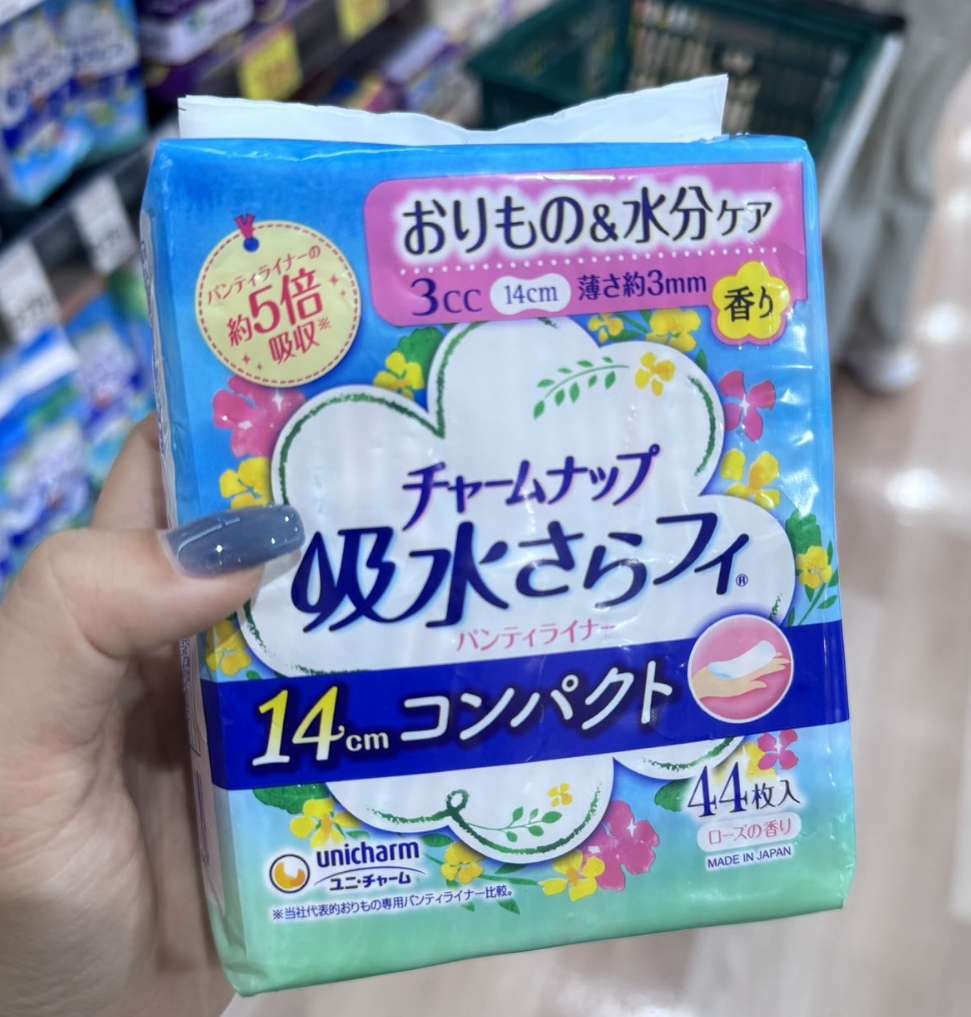 おりもの&水分ケア
3cc 14cm 薄さ約3mm
香り
パンティライナーの
約5倍
吸収※
チャームナップ
吸水さらフィ®
パンティライナー
14cm コンパクト
44枚入
ローズの香り
MADE IN JAPAN
unicharm
ユニ・チャーム
※当社代表的おりもの専用パンティライナー比較。